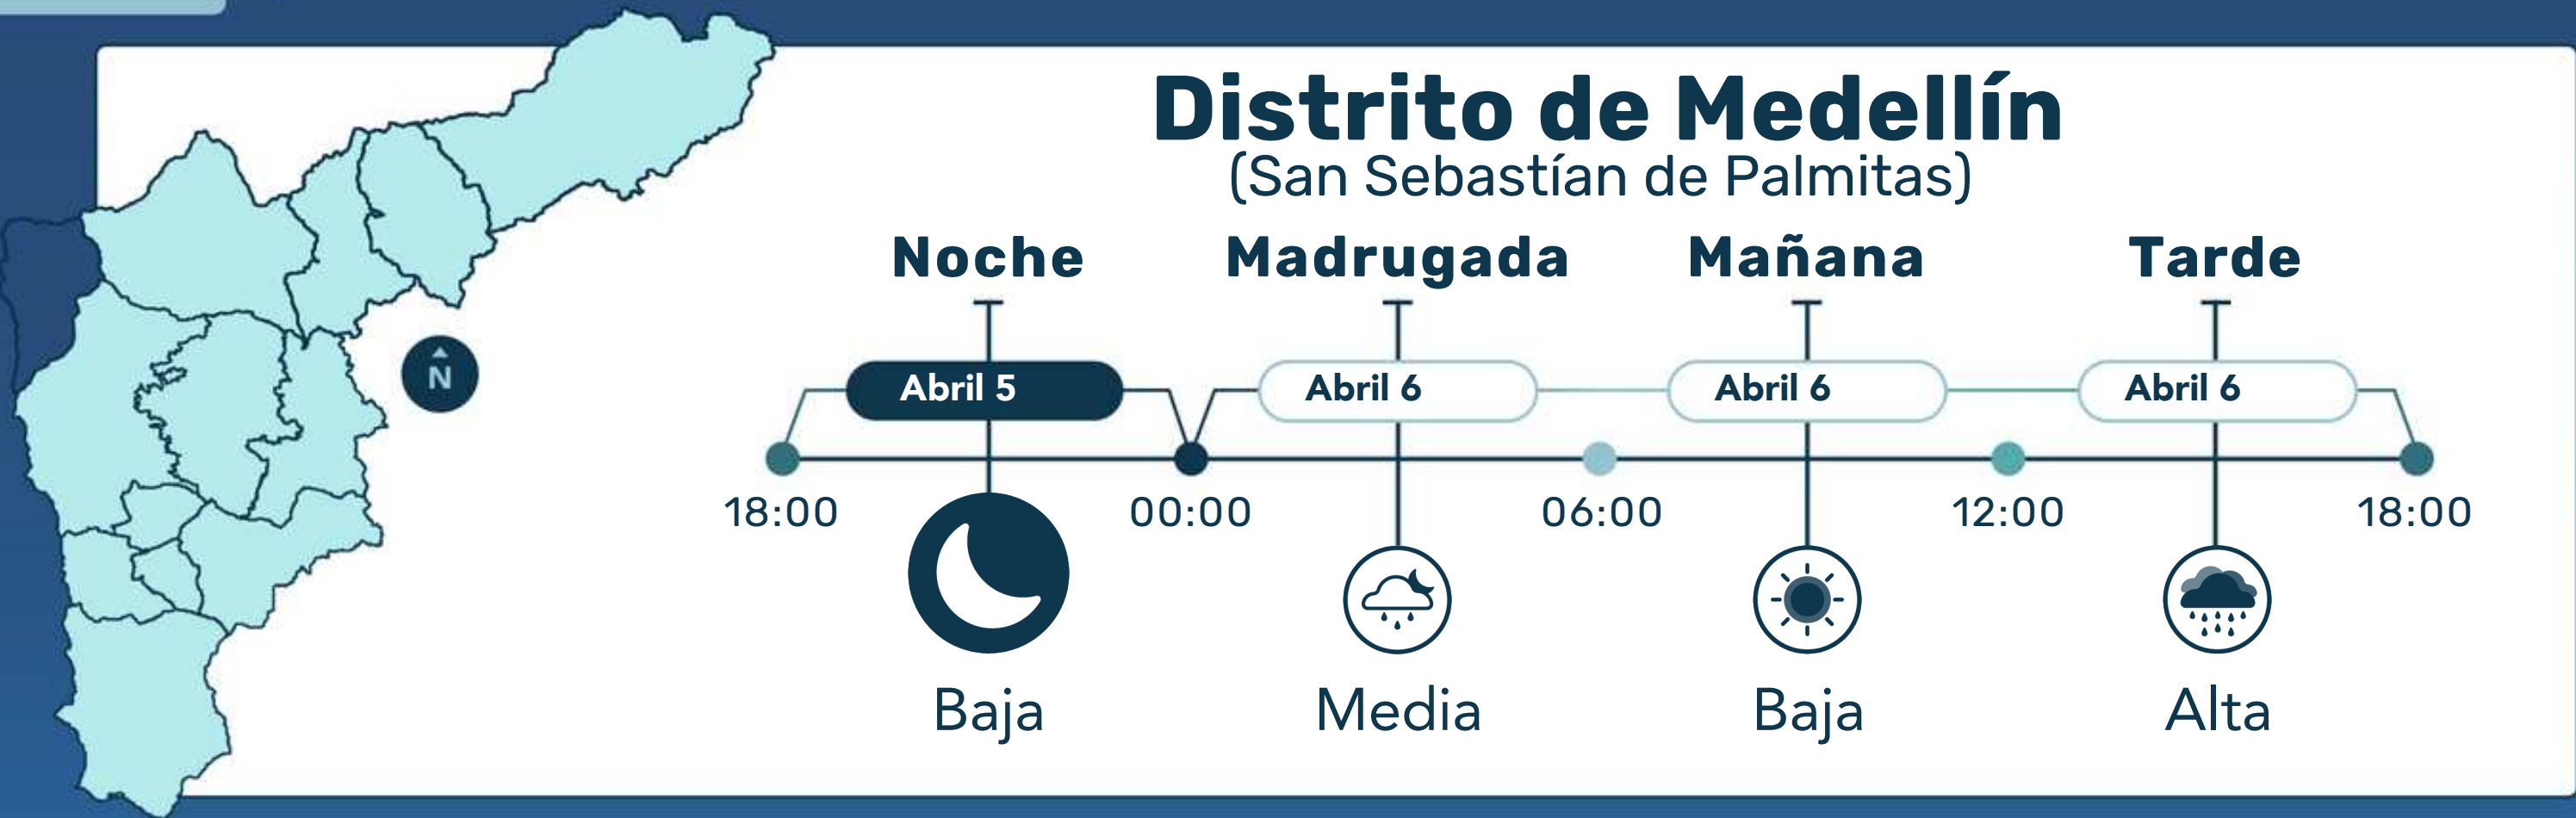 Distrito de Medellín
(San Sebastían de Palmitas)
Noche Madrugada Mañana Tarde
Abril 5 Abril 6 Abril 6 Abril 6
N
18:00 00:00 06:00 12:00 18:00
Baja Media Baja Alta